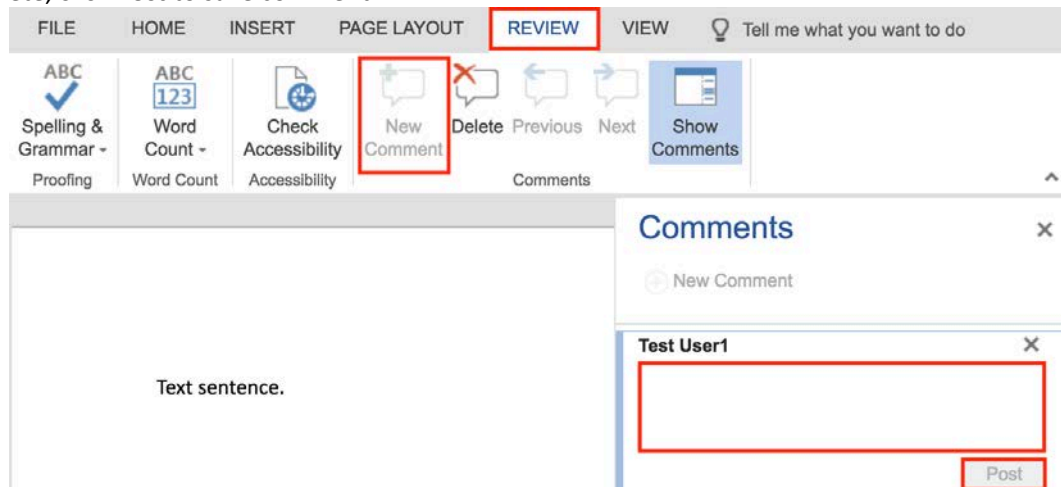 FILE HOME INSERT PAGE LAYOUT REVIEW VIEW Tell me what you want to do
ABC ABC
123
Spelling & Word Check New Delete Previous Next Show
Grammar Count Accessibility Comment Comments
Proofing Word Count Accessibility Comments
Comments
New Comment
Test User1
Text sentence.
Post